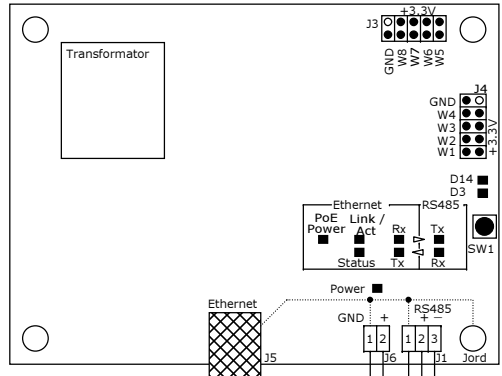 +3.3V
J3
Transformator
GND
W8
W7
W6
W5
J4
GND
W4
W3
W2
W1
+3.3V
D14
D3
Ethernet RS485
PoE Link /
Power Act Rx Tx
Status Tx Rx
SW1
Power
Ethernet
RS485
GND + + −
1 2 1 2 3
J5 J6 J1 Jord